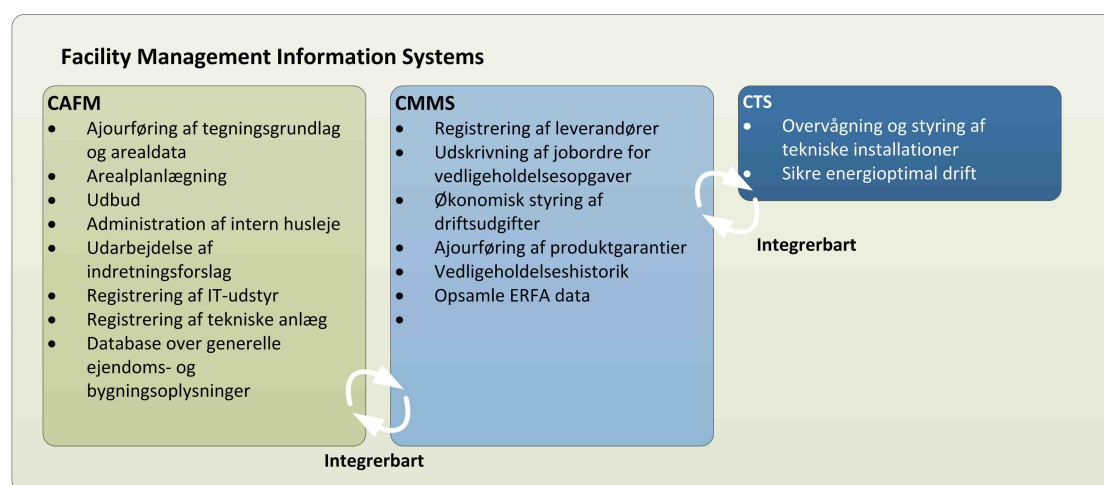 Facility Management Information Systems
CAFM
• Ajourføring af tegningsgrundlag
og arealdata
• Arealplanlægning
• Udbud
• Administration af intern husleje
• Udarbejdelse af
indretningsforslag
• Registrering af IT-udstyr
• Registrering af tekniske anlæg
• Database over generelle
ejendoms- og
bygningsoplysninger
CMMS
• Registrering af leverandører
• Udskrivning af jobordre for
vedligeholdelsesopgaver
• Økonomisk styring af
driftsudgifter
• Ajourføring af produktgarantier
• Vedligeholdelseshistorik
• Opsamle ERFA data
•
CTS
• Overvågning og styring af
tekniske installationer
• Sikre energioptimal drift
Integrerbart
Integrerbart